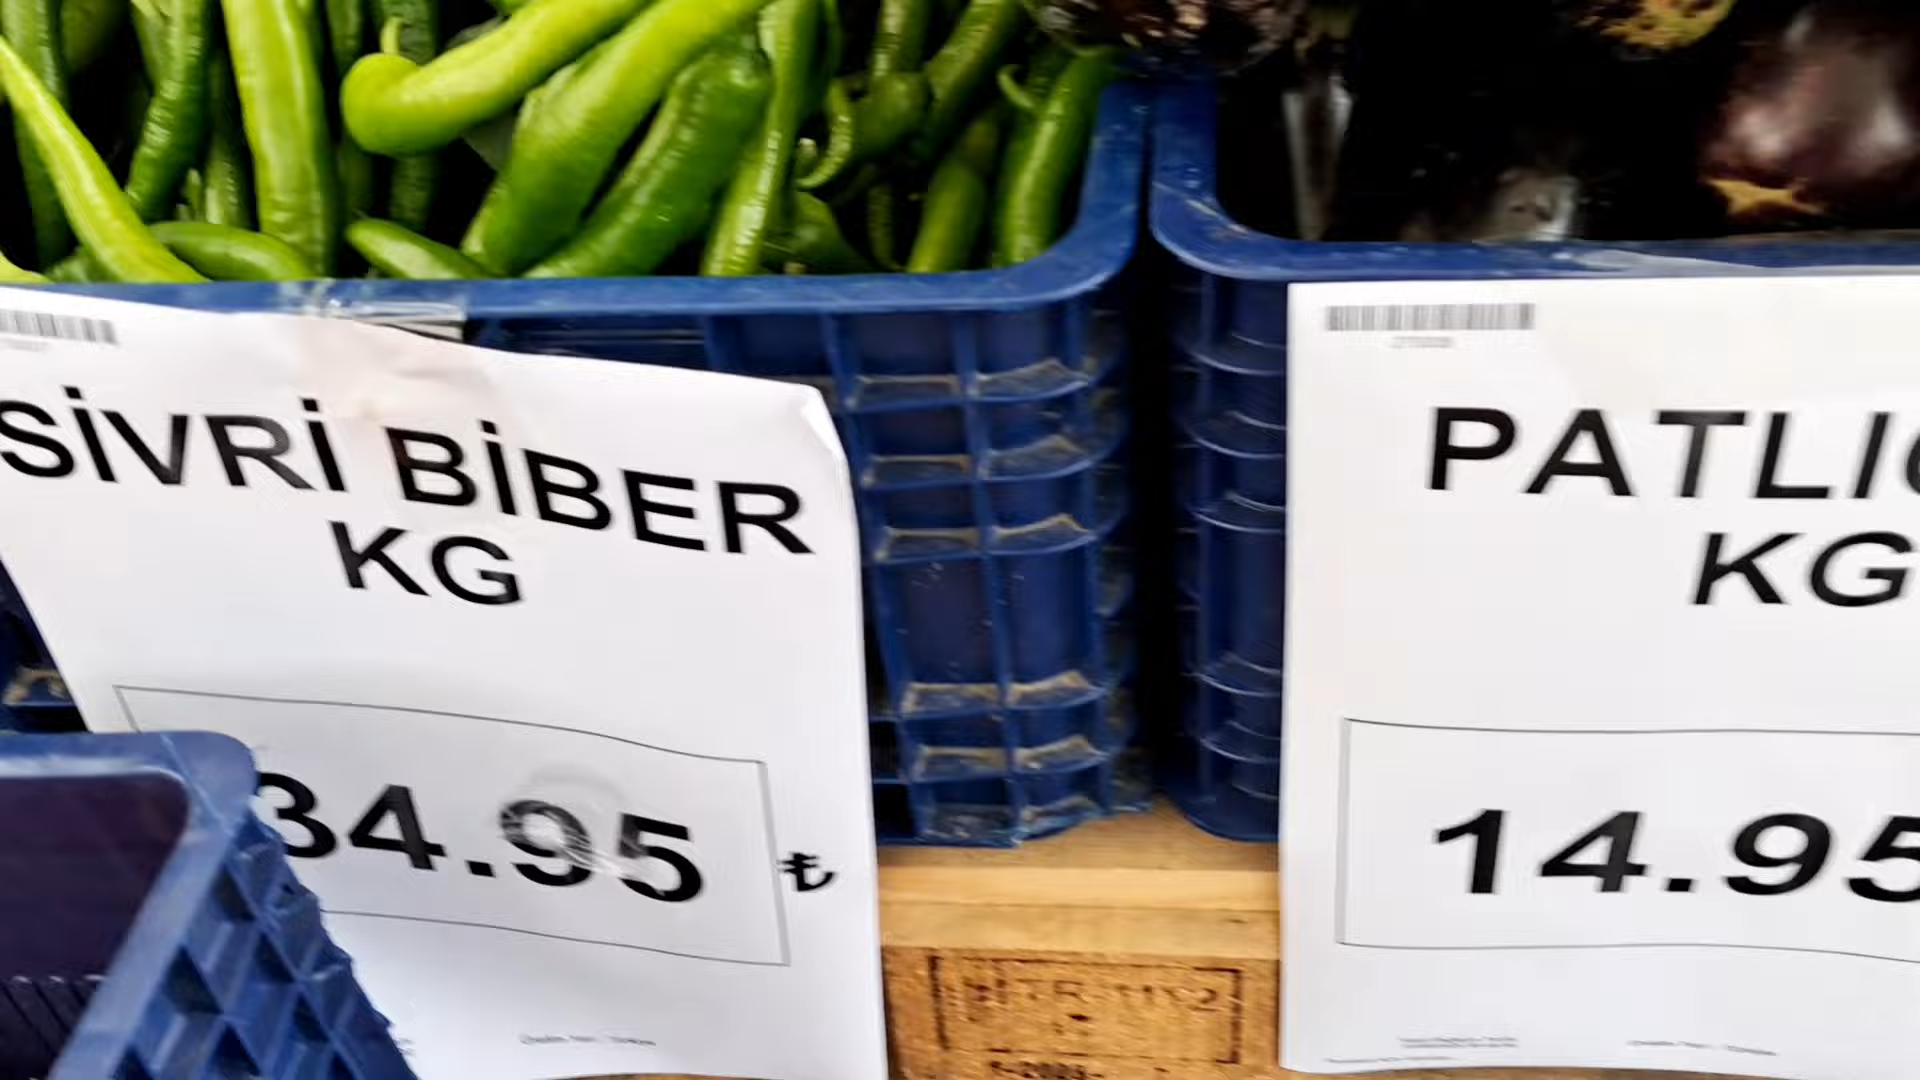 SİVRİ BİBER
KG
34.95
₺
PATLIC
KG
14.95